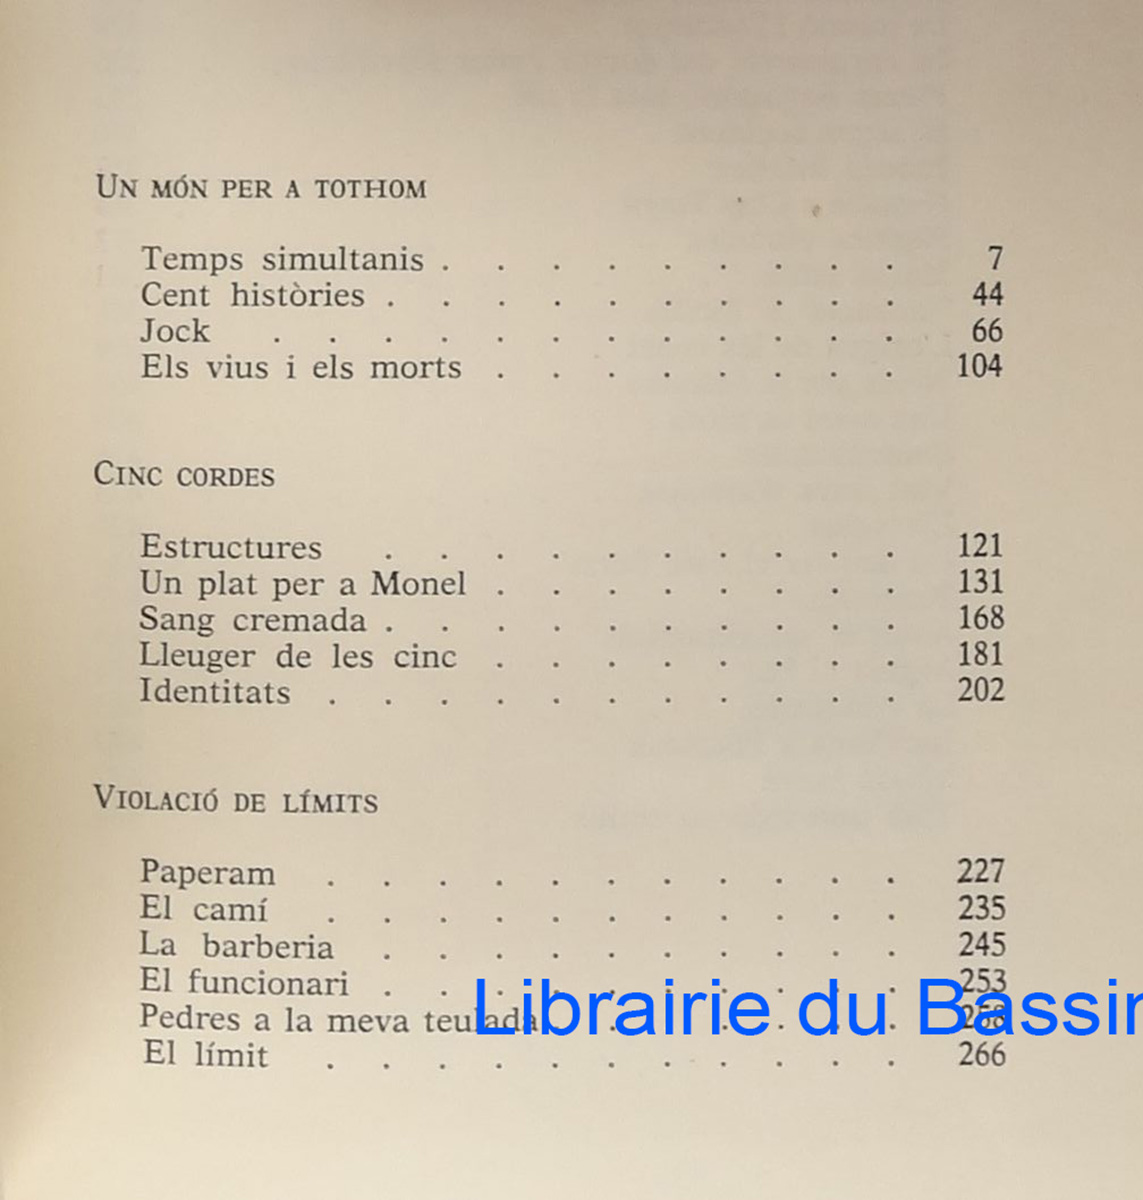 Un món per a tothom
Temps simultanis . . . . . . . . . 7
Cent històries . . . . . . . . . . 44
Jock . . . . . . . . . . . . 66
Els vius i els morts . . . . . . . . 104
Cinc cordes
Estructures . . . . . . . . . . 121
Un plat per a Monel . . . . . . . . 131
Sang cremada . . . . . . . . . . 168
Lleuger de les cinc . . . . . . . . 181
Identitats . . . . . . . . . . . 202
Violació de límits
Paperam . . . . . . . . . . . 227
El camí . . . . . . . . . . . 235
La barberia . . . . . . . . . . 245
El funcionari . . . . . . . . . . 253
Pedres a la meva teulada . . . . . . . 258
El límit . . . . . . . . . . . 266
Librairie du Bassin